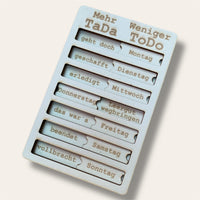 Mehr Weniger
TaDa ToDo
geht doch Montag
geschafft Dienstag
erledigt Mittwoch
Donnerstag
wegbringen
das war a Freitag
beendet Samstag
vollbracht Sonntag